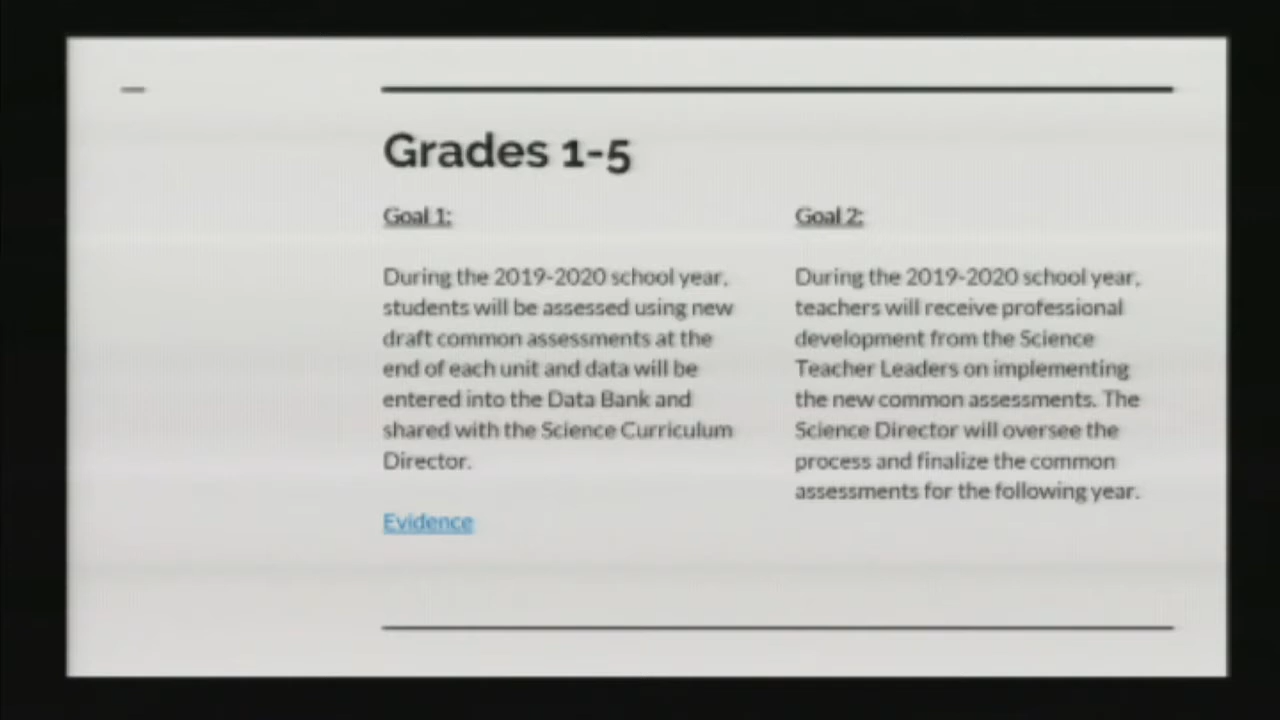 Grades 1-5
Goal 1:
During the 2019-2020 school year,
students will be assessed using new
draft common assessments at the
end of each unit and data will be
entered into the Data Bank and
shared with the Science Curriculum
Director.
Evidence
Goal 2:
During the 2019-2020 school year,
teachers will receive professional
development from the Science
Teacher Leaders on implementing
the new common assessments. The
Science Director will oversee the
process and finalize the common
assessments for the following year.